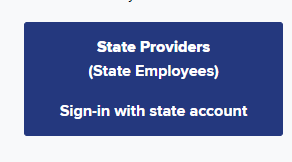 State Providers
(State Employees)
Sign-in with state account